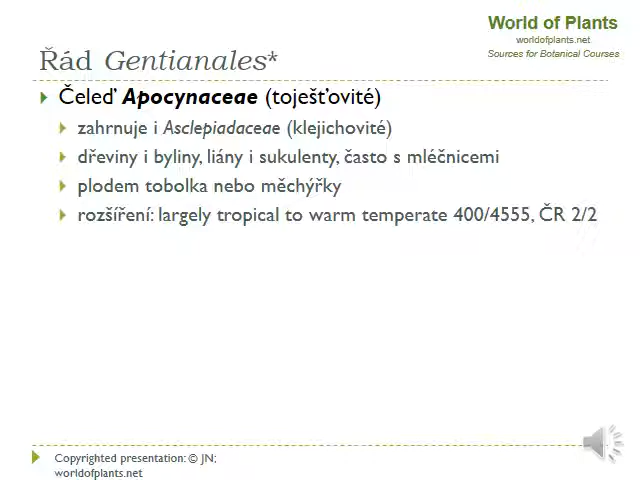 World of Plants
worldofplants.net
Sources for Botanical Courses
Řád Gentianales*
Čeleď Apocynaceae (toješťovité)
zahrnuje i Asclepiadaceae (klejichovité)
dřeviny i byliny, liány i sukulenty, často s mléčnicemi
plodem tobolka nebo měchýřky
rozšíření: largely tropical to warm temperate 400/4555, ČR 2/2
Copyrighted presentation: © JN;
worldofplants.net